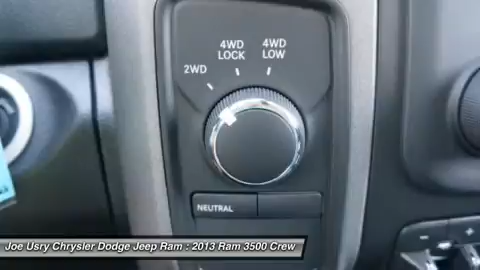 4WD
LOCK
4WD
LOW
2WD
NEUTRAL
Joe Usry Chrysler Dodge Jeep Ram : 2013 Ram 3500 Crew